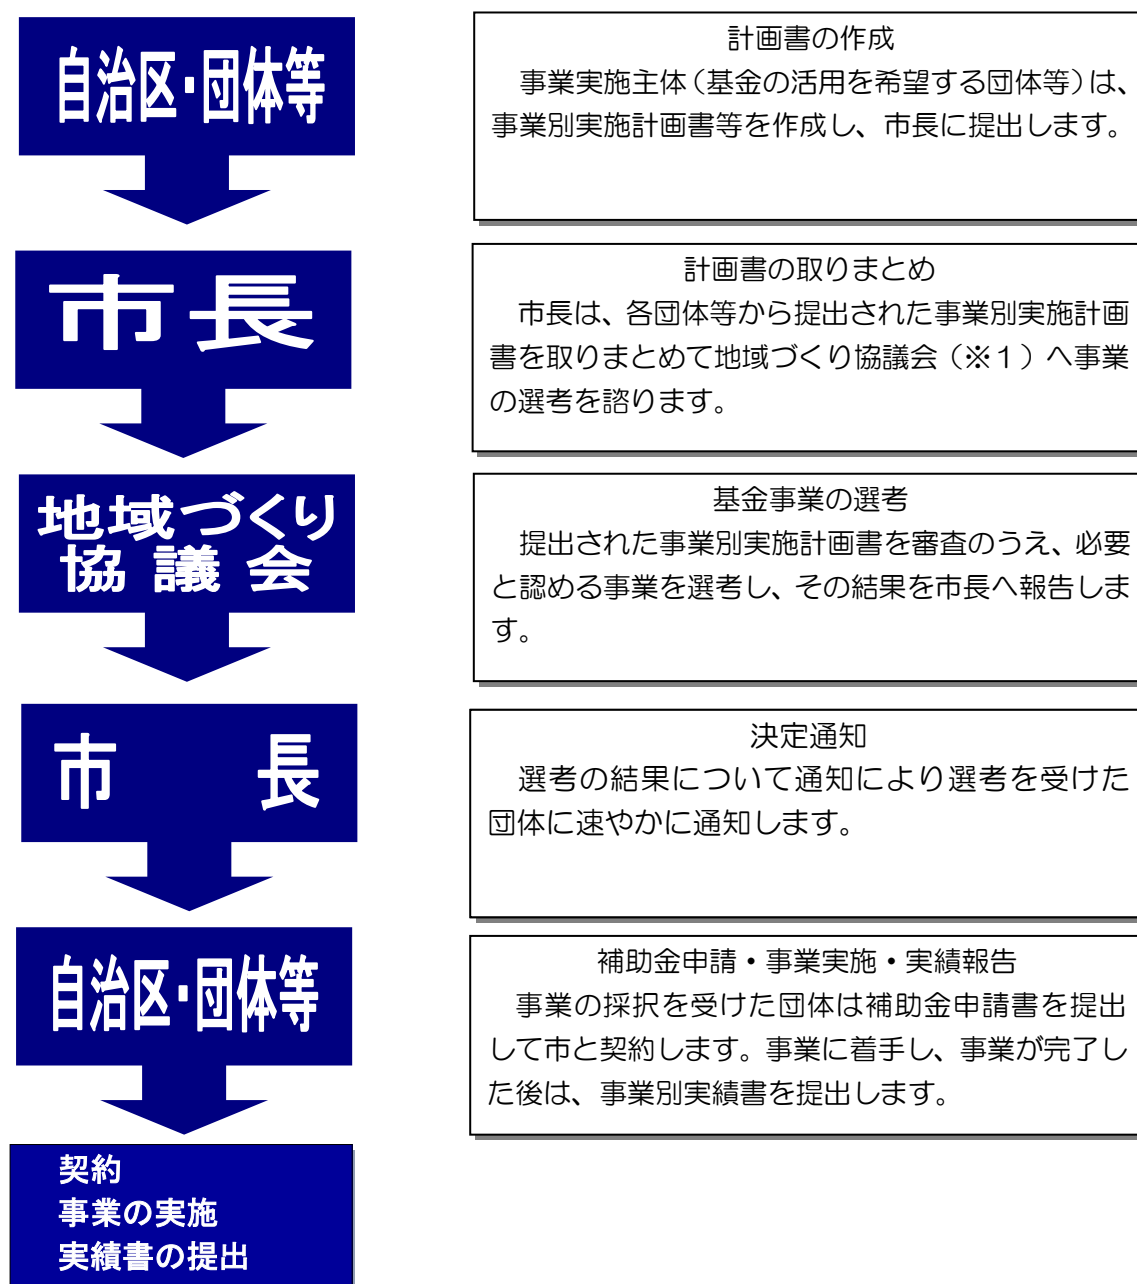 自治区・団体等
計画書の作成
事業実施主体（基金の活用を希望する団体等）は、
事業別実施計画書等を作成し、市長に提出します。
市長
計画書の取りまとめ
市長は、各団体等から提出された事業別実施計画
書を取りまとめて地域づくり協議会（※１）へ事業
の選考を諮ります。
地域づくり
協議会
基金事業の選考
提出された事業別実施計画書を審査のうえ、必要
と認める事業を選考し、その結果を市長へ報告しま
す。
市　長
決定通知
選考の結果について通知により選考を受けた
団体に速やかに通知します。
自治区・団体等
補助金申請・事業実施・実績報告
事業の採択を受けた団体は補助金申請書を提出
して市と契約します。事業に着手し、事業が完了し
た後は、事業別実績書を提出します。
契約
事業の実施
実績書の提出